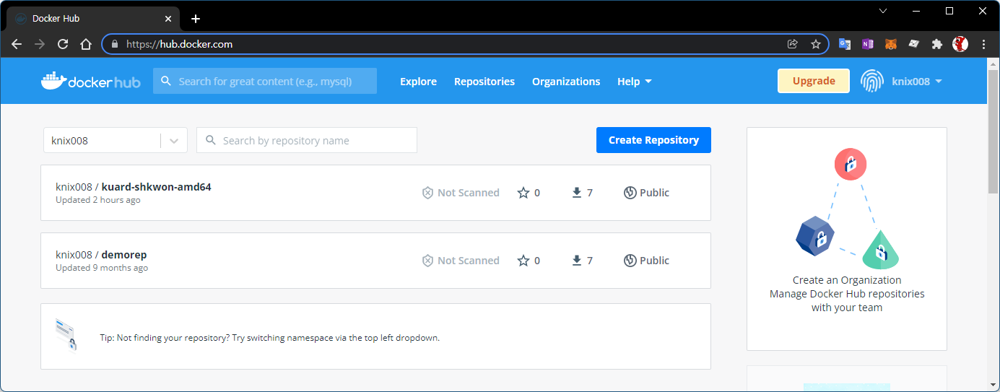 Docker Hub
https://hub.docker.com
dockerhub
Search for great content (e.g., mysql)
Explore
Repositories
Organizations
Help
Upgrade
knix008
knix008
Search by repository name
Create Repository
knix008 / kuard-shkwon-amd64
Updated 2 hours ago
Not Scanned
0
7
Public
knix008 / demorep
Updated 9 months ago
Not Scanned
0
7
Public
Tip: Not finding your repository? Try switching namespace via the top left dropdown.
Create an Organization
Manage Docker Hub repositories
with your team